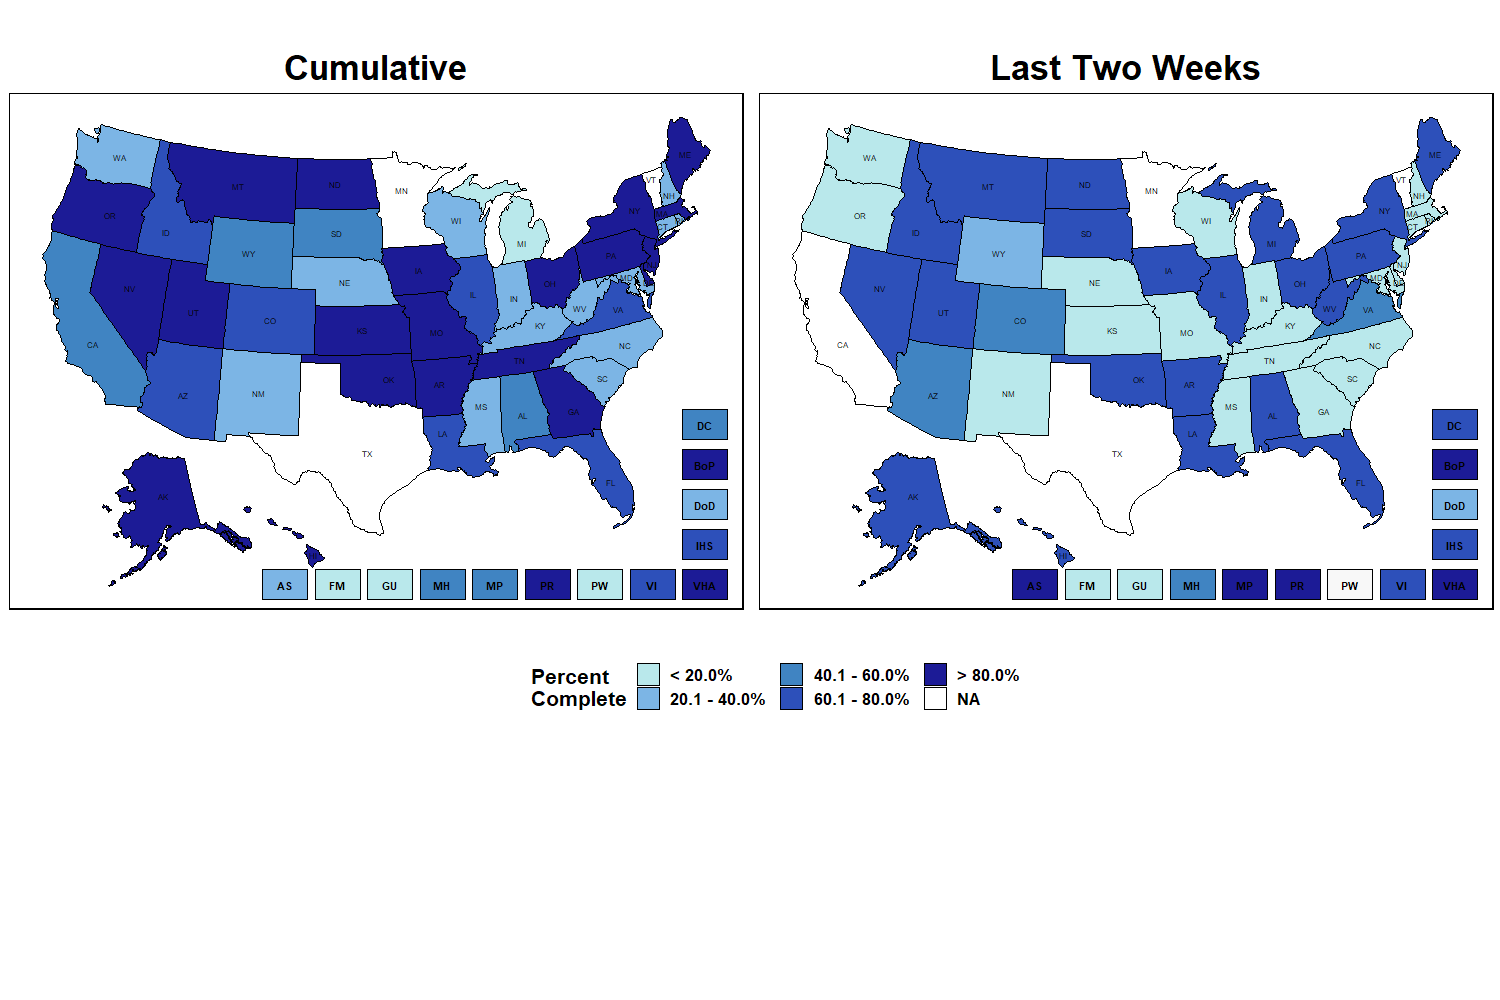 Cumulative
Last Two Weeks
WA
MT
ND
MN
VT
ME
OR
ID
SD
WI
MI
NY
NH
MA
CT
WY
IA
PA
NJ
NV
UT
CO
NE
IL
IN
OH
MD
WV
VA
CA
KS
MO
KY
NC
AZ
NM
OK
AR
TN
SC
MS
AL
GA
LA
TX
FL
AK
DC
BoP
DoD
IHS
AS
FM
GU
MH
MP
PR
PW
VI
VHA
WA
MT
ND
MN
VT
ME
OR
ID
SD
WI
MI
NY
NH
MA
CT
WY
IA
PA
NJ
NV
UT
CO
NE
IL
IN
OH
MD
WV
VA
CA
KS
MO
KY
NC
AZ
NM
OK
AR
TN
SC
MS
AL
GA
LA
TX
FL
AK
HI
DC
BoP
DoD
IHS
AS
FM
GU
MH
MP
PR
PW
VI
VHA
Percent
Complete
< 20.0%
20.1 - 40.0%
40.1 - 60.0%
60.1 - 80.0%
> 80.0%
NA